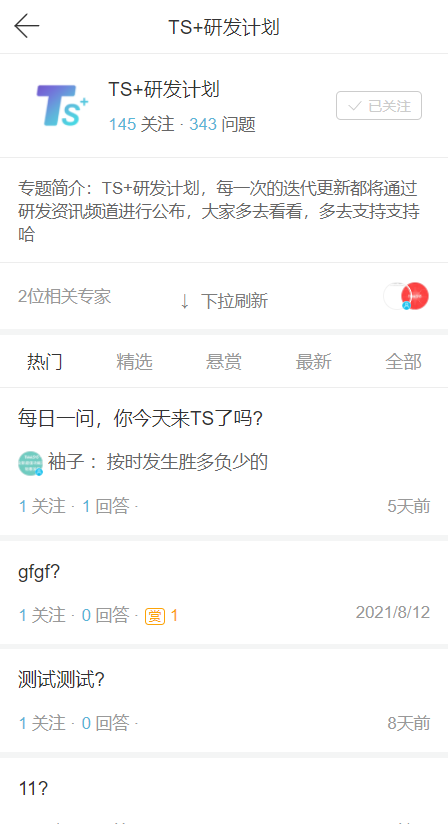 TS+研发计划
Ts+
TS+研发计划
145 关注 · 343 问题
已关注
专题简介：TS+研发计划，每一次的迭代更新都将通过
研发资讯频道进行公布，大家多去看看，多去支持支持
哈
2位相关专家
↓ 下拉刷新
热门 精选 悬赏 最新 全部
每日一问，你今天来TS了吗?
袖子 ：按时发生胜多负少的
1 关注 · 1 回答 ·
5天前
gfgf?
1 关注 · 0 回答 · 赏 1
2021/8/12
测试测试?
1 关注 · 0 回答 ·
8天前
11?